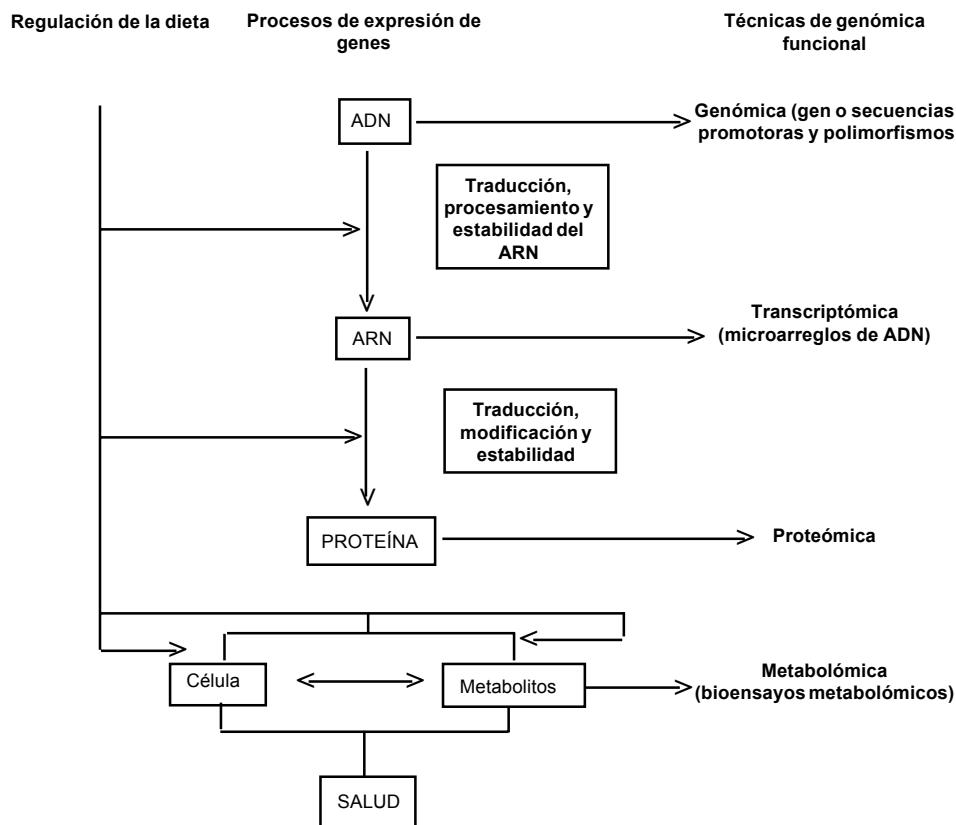 Regulación de la dieta
Procesos de expresión de
genes
Técnicas de genómica
funcional
ADN
Genómica (gen o secuencias
promotoras y polimorfismos
Traducción,
procesamiento y
estabilidad del
ARN
ARN
Transcriptómica
(microarreglos de ADN)
Traducción,
modificación y
estabilidad
PROTEÍNA
Proteómica
Célula
Metabolitos
Metabolómica
(bioensayos metabolómicos)
SALUD